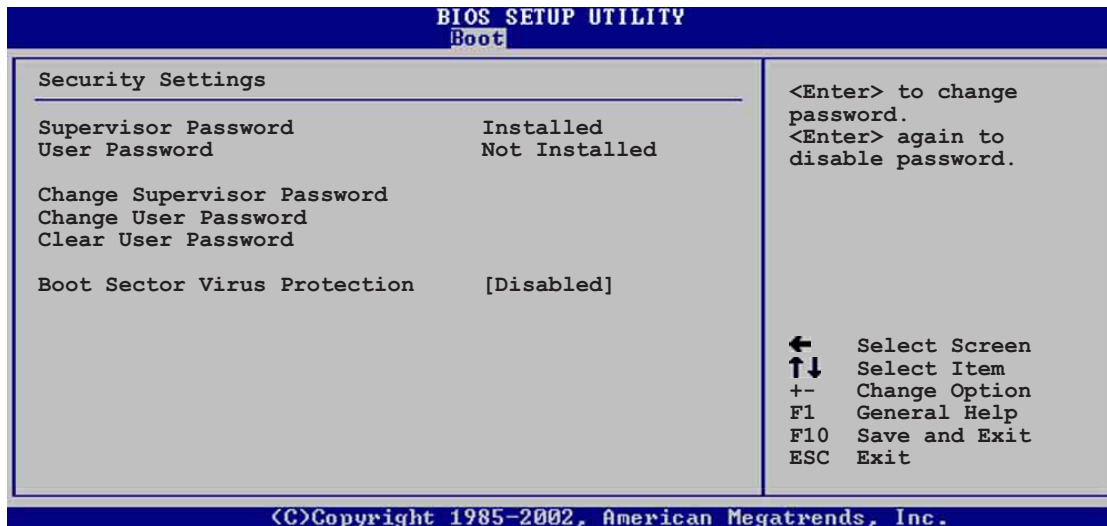 BIOS SETUP UTILITY
Boot
Security Settings
Supervisor Password Installed
User Password Not Installed
Change Supervisor Password
Change User Password
Clear User Password
Boot Sector Virus Protection [Disabled]
<Enter> to change
password.
<Enter> again to
disable password.
← Select Screen
↑↓ Select Item
+- Change Option
F1 General Help
F10 Save and Exit
ESC Exit
(C)Copyright 1985-2002, American Megatrends, Inc.